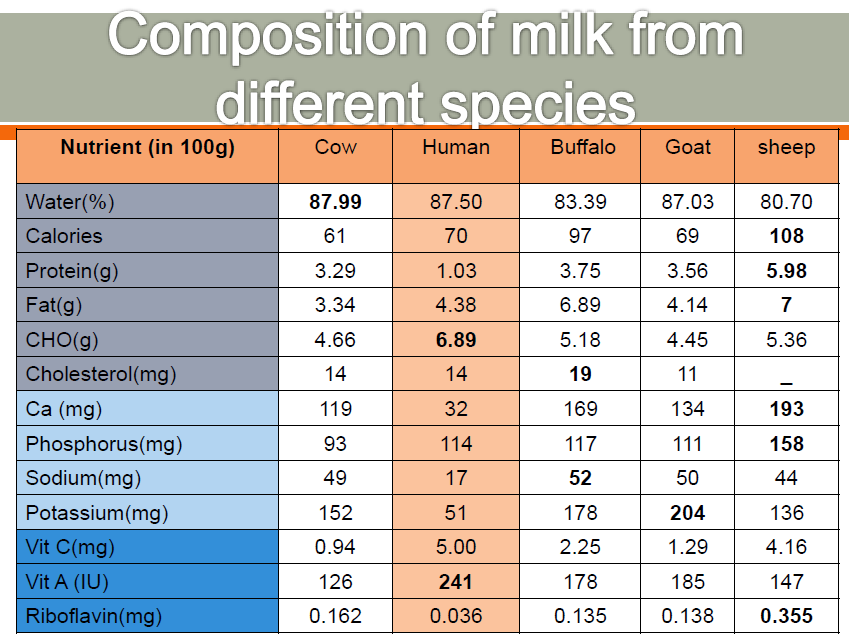 Composition of milk from
different species
Nutrient (in 100g) Cow Human Buffalo Goat sheep
Water(%) 87.99 87.50 83.39 87.03 80.70
Calories 61 70 97 69 108
Protein(g) 3.29 1.03 3.75 3.56 5.98
Fat(g) 3.34 4.38 6.89 4.14 7
CHO(g) 4.66 6.89 5.18 4.45 5.36
Cholesterol(mg) 14 14 19 11 _
Ca (mg) 119 32 169 134 193
Phosphorus(mg) 93 114 117 111 158
Sodium(mg) 49 17 52 50 44
Potassium(mg) 152 51 178 204 136
Vit C(mg) 0.94 5.00 2.25 1.29 4.16
Vit A (IU) 126 241 178 185 147
Riboflavin(mg) 0.162 0.036 0.135 0.138 0.355